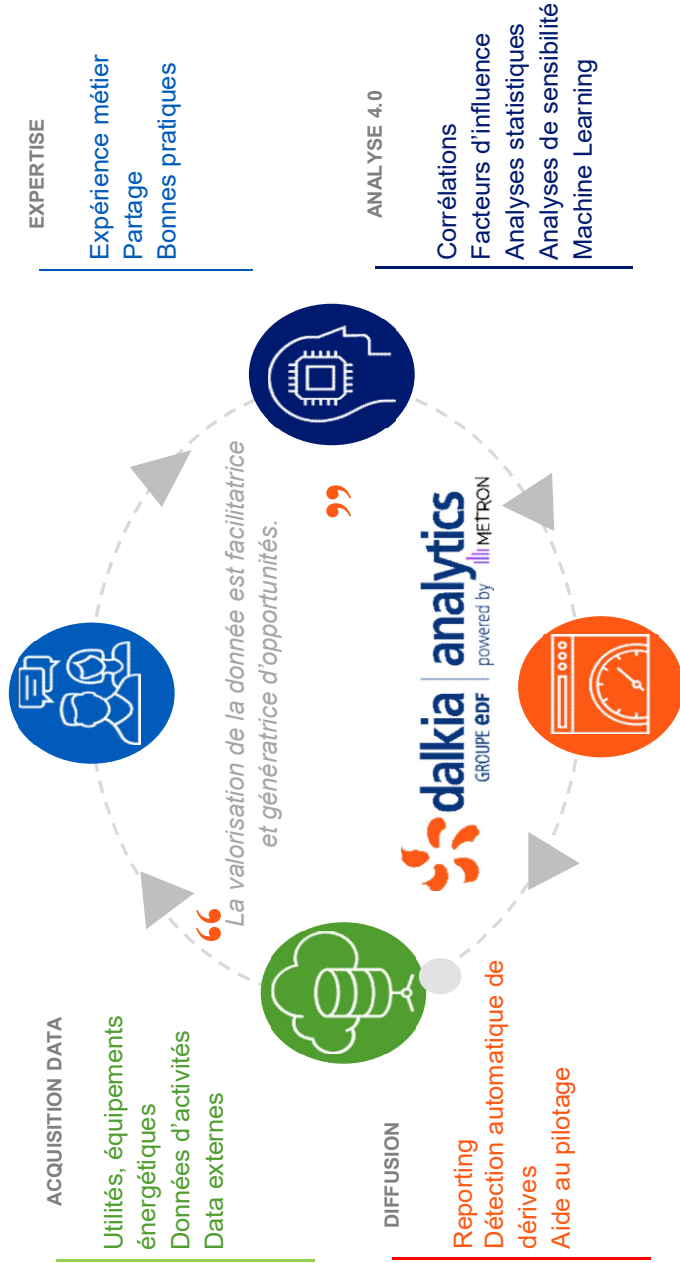 ACQUISITION DATA
Utilités, équipements
énergétiques
Données d'activités
Data externes
EXPERTISE
Expérience métier
Partage
Bonnes pratiques
“
La valorisation de la donnée est facilitatrice
et génératrice d'opportunités.
”
dalkia analytics
GROUPE eDF powered by METRON
DIFFUSION
Reporting
Détection automatique de
dérives
Aide au pilotage
ANALYSE 4.0
Corrélations
Facteurs d'influence
Analyses statistiques
Analyses de sensibilité
Machine Learning